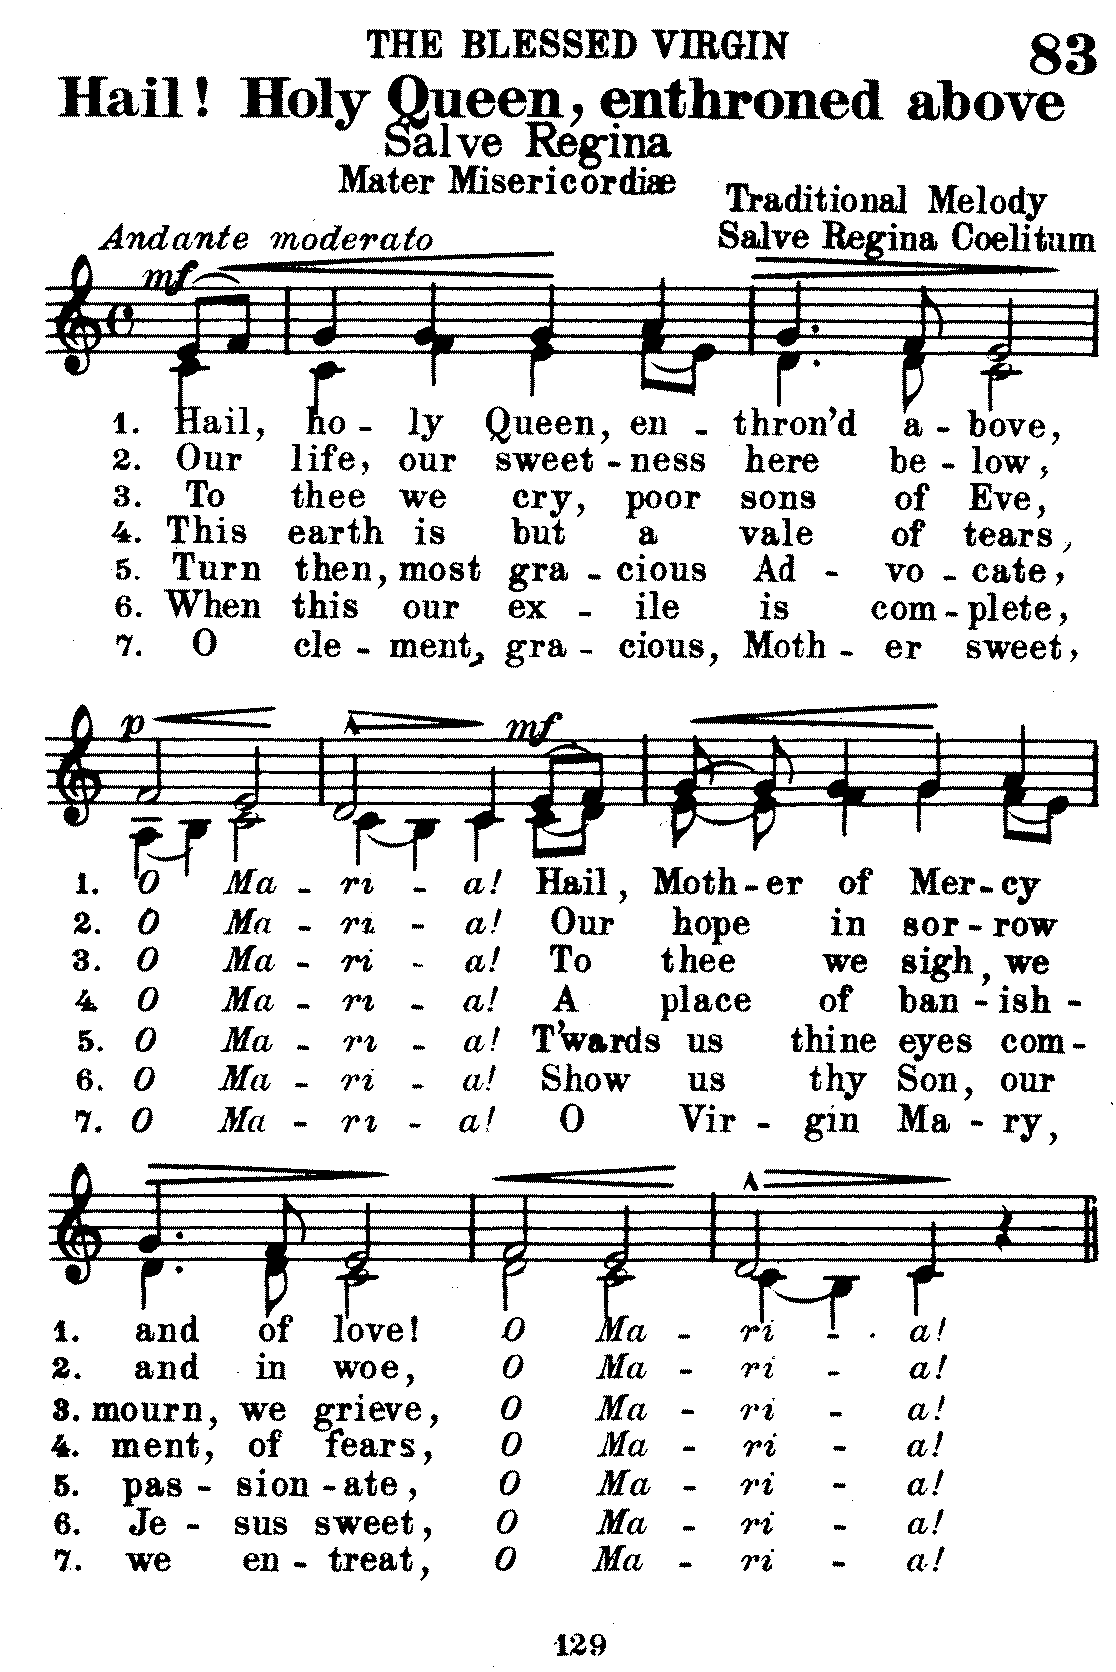 THE BLESSED VIRGIN 83
Hail! Holy Queen, enthroned above
Salve Regina
Mater Misericordiæ
Traditional Melody
Andante moderato Salve Regina Coelitum
mf
1. Hail, ho - ly Queen, en - thron'd a - bove,
2. Our life, our sweet - ness here be - low,
3. To thee we cry, poor sons of Eve,
4. This earth is but a vale of tears,
5. Turn then, most gra - cious Ad - vo - cate,
6. When this our ex - ile is com - plete,
7. O cle - ment, gra - cious, Moth - er sweet,
p mf
1. O Ma - ri - a! Hail, Moth - er of Mer - cy
2. O Ma - ri - a! Our hope in sor - row
3. O Ma - ri - a! To thee we sigh, we
4 O Ma - ri - a! A place of ban - ish -
5. O Ma - ri - a! T'wards us thine eyes com -
6. O Ma - ri - a! Show us thy Son, our
7. O Ma - ri - a! O Vir - gin Ma - ry,
1. and of love! O Ma - ri - a!
2. and in woe, O Ma - ri - a!
3. mourn, we grieve, O Ma - ri - a!
4. ment, of fears, O Ma - ri - a!
5. pas - sion - ate, O Ma - ri - a!
6. Je - sus sweet, O Ma - ri - a!
7. we en - treat, O Ma - ri - a!
129